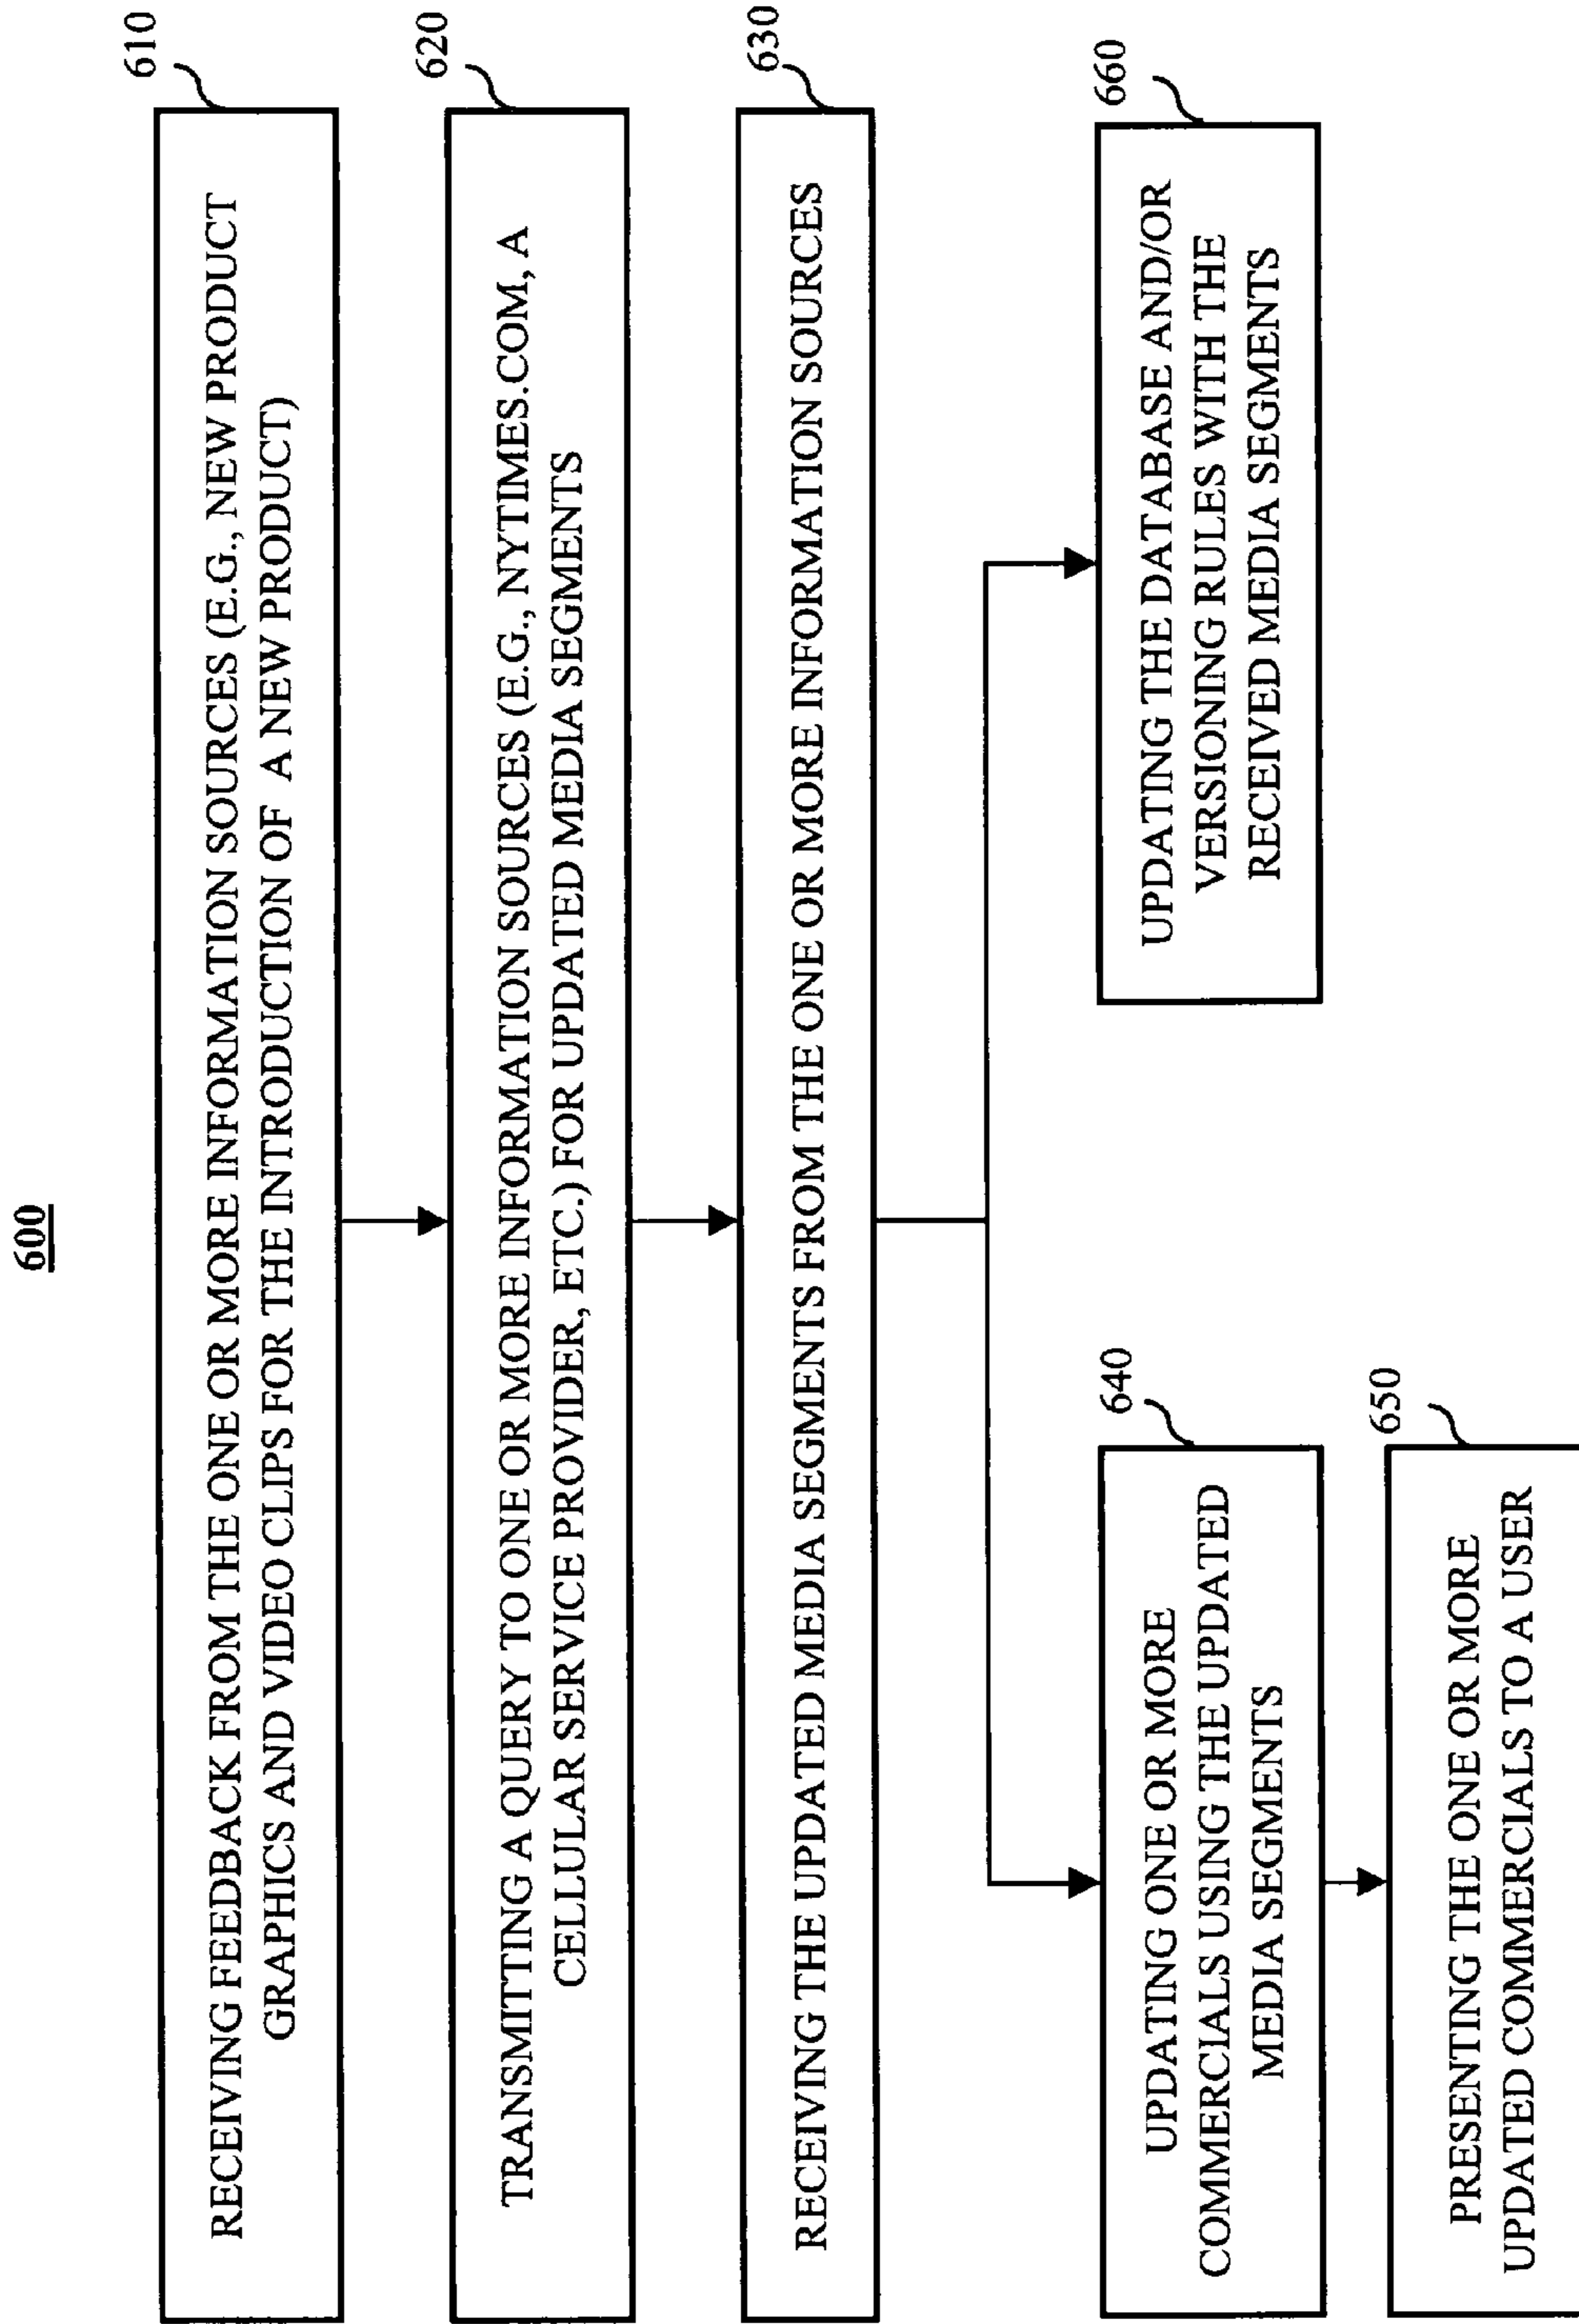 600
610
RECEIVING FEEDBACK FROM THE ONE OR MORE INFORMATION SOURCES (E.G., NEW PRODUCT
GRAPHICS AND VIDEO CLIPS FOR THE INTRODUCTION OF A NEW PRODUCT)
620
TRANSMITTING A QUERY TO ONE OR MORE INFORMATION SOURCES (E.G., NYTIMES.COM, A
CELLULAR SERVICE PROVIDER, ETC.) FOR UPDATED MEDIA SEGMENTS
630
RECEIVING THE UPDATED MEDIA SEGMENTS FROM THE ONE OR MORE INFORMATION SOURCES
640
UPDATING ONE OR MORE
COMMERCIALS USING THE UPDATED
MEDIA SEGMENTS
650
PRESENTING THE ONE OR MORE
UPDATED COMMERCIALS TO A USER
660
UPDATING THE DATABASE AND/OR
VERSIONING RULES WITH THE
RECEIVED MEDIA SEGMENTS